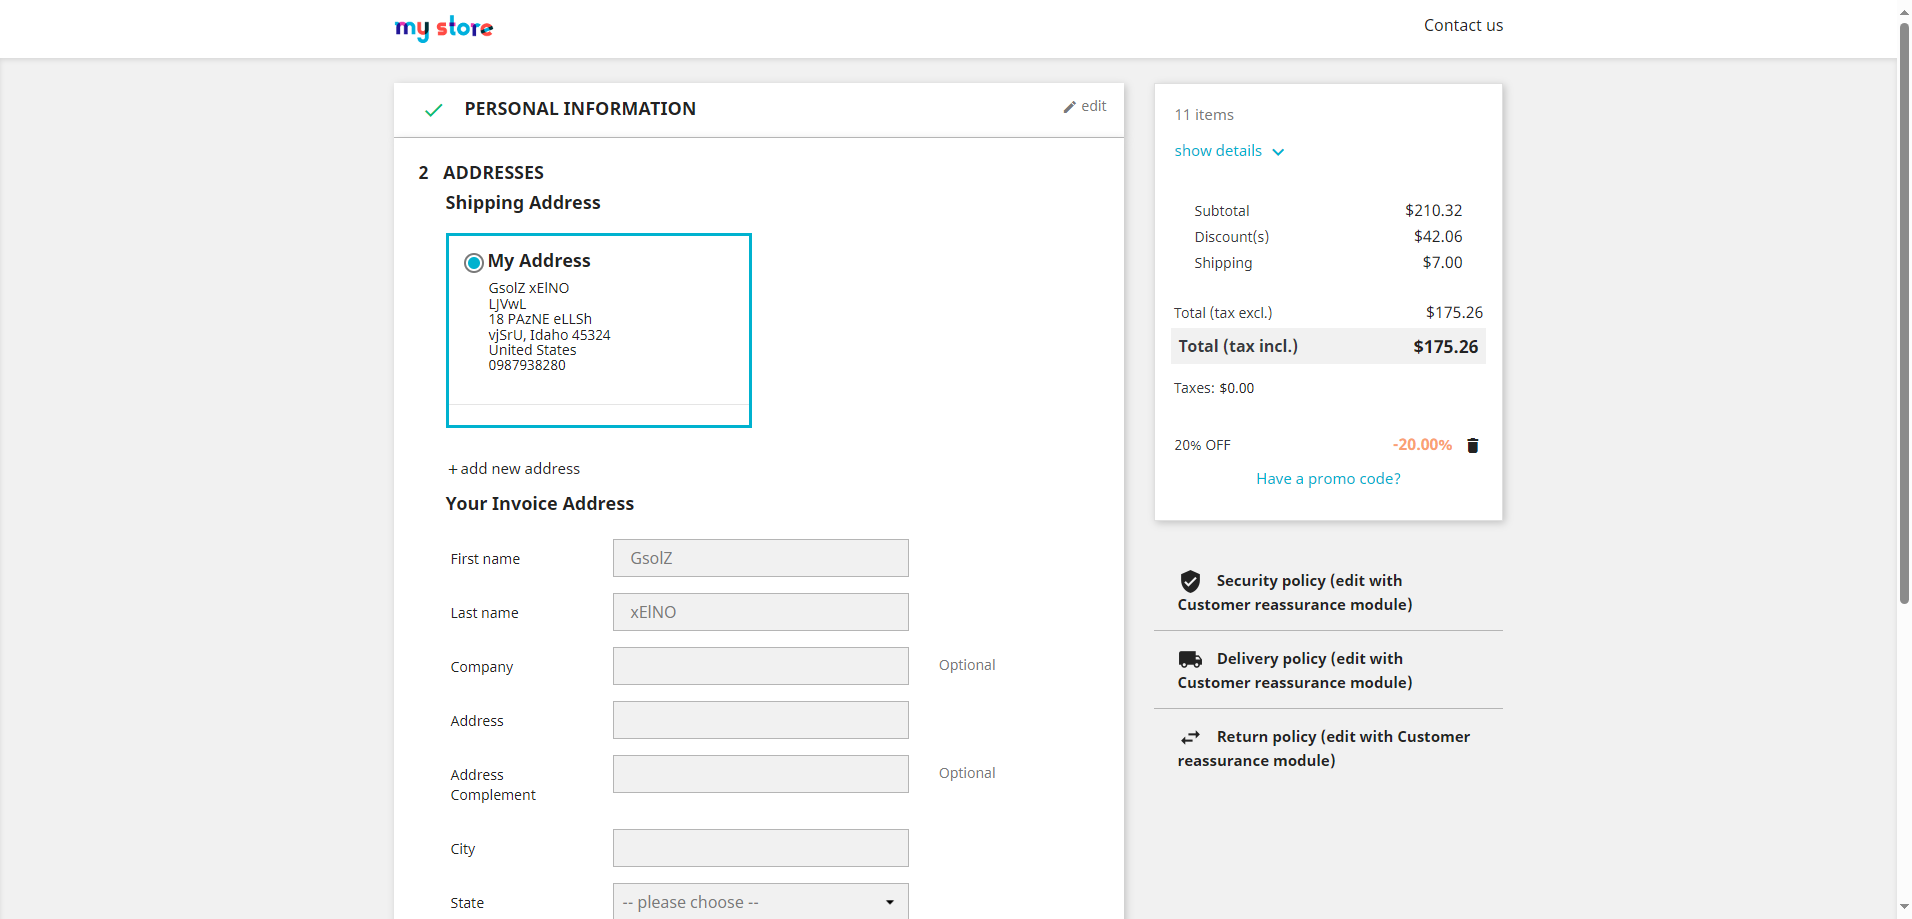 my store
Contact us
PERSONAL INFORMATION
edit
2 ADDRESSES
Shipping Address
My Address
GsolZ xElNO
LJVwL
18 PAzNE eLLSh
vjSrU, Idaho 45324
United States
0987938280
+ add new address
Your Invoice Address
First name
GsolZ
Last name
xElNO
Company
Optional
Address
Address
Complement
Optional
City
State
-- please choose --
11 items
show details
Subtotal $210.32
Discount(s) $42.06
Shipping $7.00
Total (tax excl.) $175.26
Total (tax incl.) $175.26
Taxes: $0.00
20% OFF -20.00%
Have a promo code?
Security policy (edit with
Customer reassurance module)
Delivery policy (edit with
Customer reassurance module)
Return policy (edit with Customer
reassurance module)